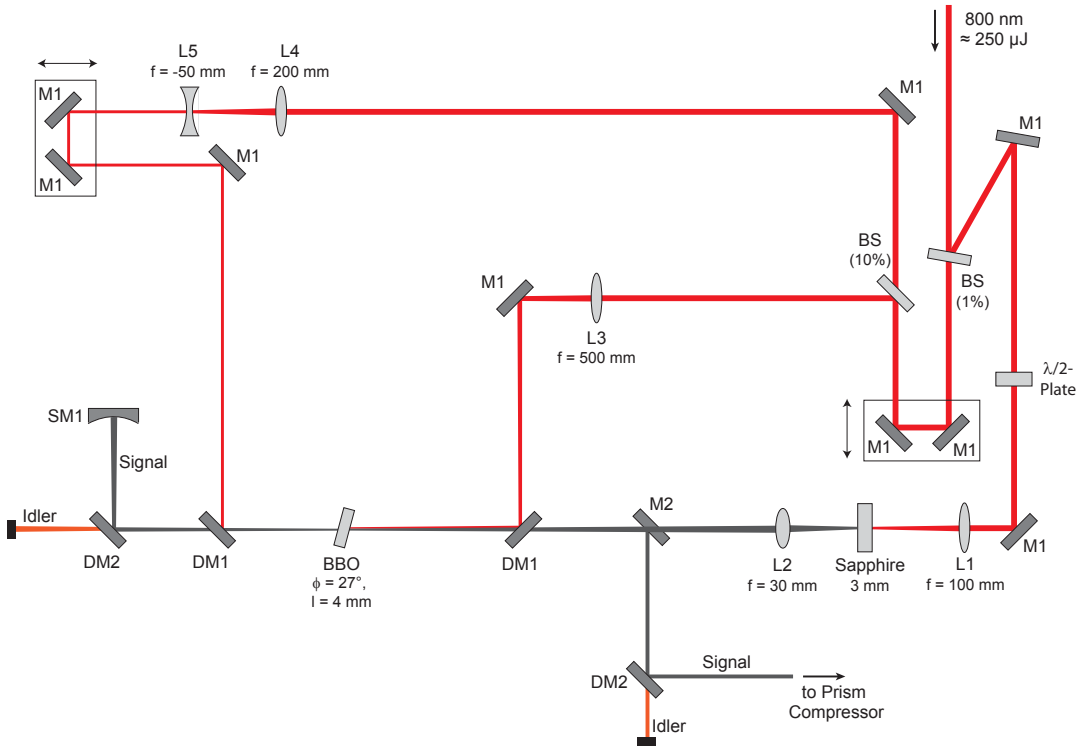 800 nm
≈ 250 µJ
L5
f = -50 mm
L4
f = 200 mm
M1
M1
M1
M1
M1
BS
(10%)
BS
(1%)
M1
L3
f = 500 mm
λ/2-
Plate
SM1
M1
M1
Signal
Idler
DM2
DM1
BBO
ϕ = 27°,
l = 4 mm
DM1
M2
L2
f = 30 mm
Sapphire
3 mm
L1
f = 100 mm
M1
DM2
Signal
to Prism
Compressor
Idler